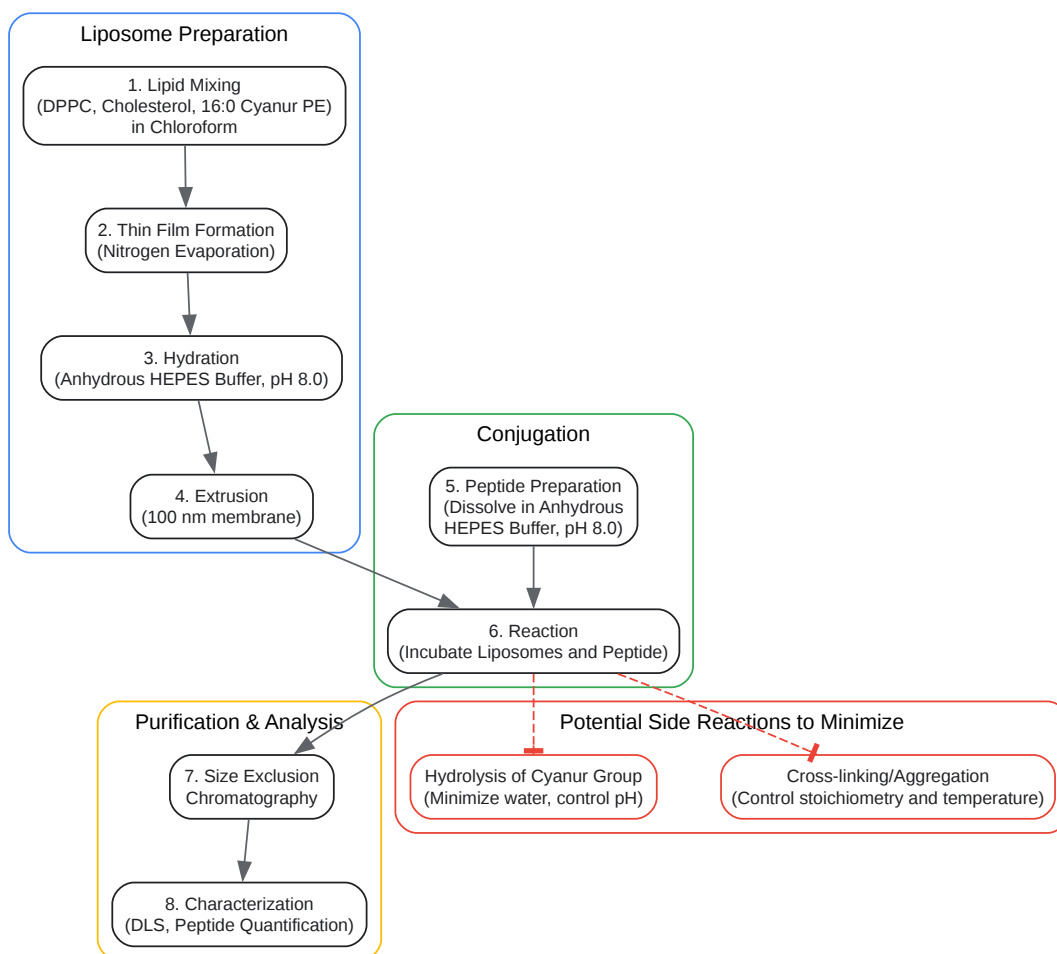 Liposome Preparation
1. Lipid Mixing
(DPPC, Cholesterol, 16:0 Cyanur PE)
in Chloroform
2. Thin Film Formation
(Nitrogen Evaporation)
3. Hydration
(Anhydrous HEPES Buffer, pH 8.0)
4. Extrusion
(100 nm membrane)
Conjugation
5. Peptide Preparation
(Dissolve in Anhydrous
HEPES Buffer, pH 8.0)
6. Reaction
(Incubate Liposomes and Peptide)
Purification & Analysis
7. Size Exclusion
Chromatography
8. Characterization
(DLS, Peptide Quantification)
Potential Side Reactions to Minimize
Hydrolysis of Cyanur Group
(Minimize water, control pH)
Cross-linking/Aggregation
(Control stoichiometry and temperature)